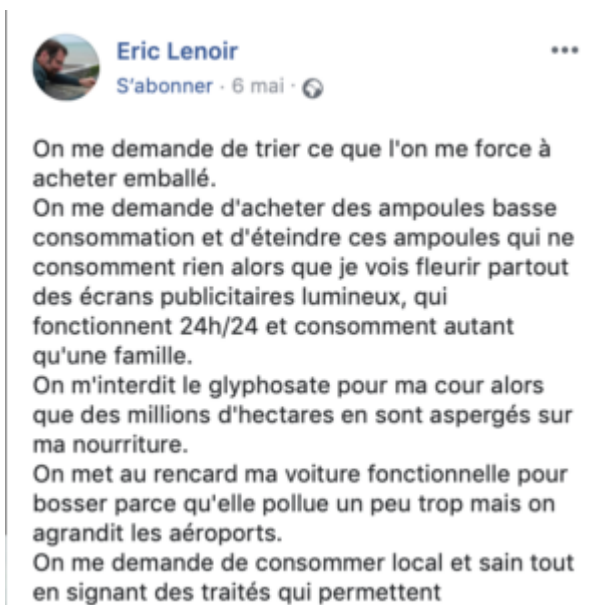 Eric Lenoir
S'abonner · 6 mai ·
On me demande de trier ce que l'on me force à
acheter emballé.
On me demande d'acheter des ampoules basse
consommation et d'éteindre ces ampoules qui ne
consomment rien alors que je vois fleurir partout
des écrans publicitaires lumineux, qui
fonctionnent 24h/24 et consomment autant
qu'une famille.
On m'interdit le glyphosate pour ma cour alors
que des millions d'hectares en sont aspergés sur
ma nourriture.
On met au rencard ma voiture fonctionnelle pour
bosser parce qu'elle pollue un peu trop mais on
agrandit les aéroports.
On me demande de consommer local et sain tout
en signant des traités qui permettent